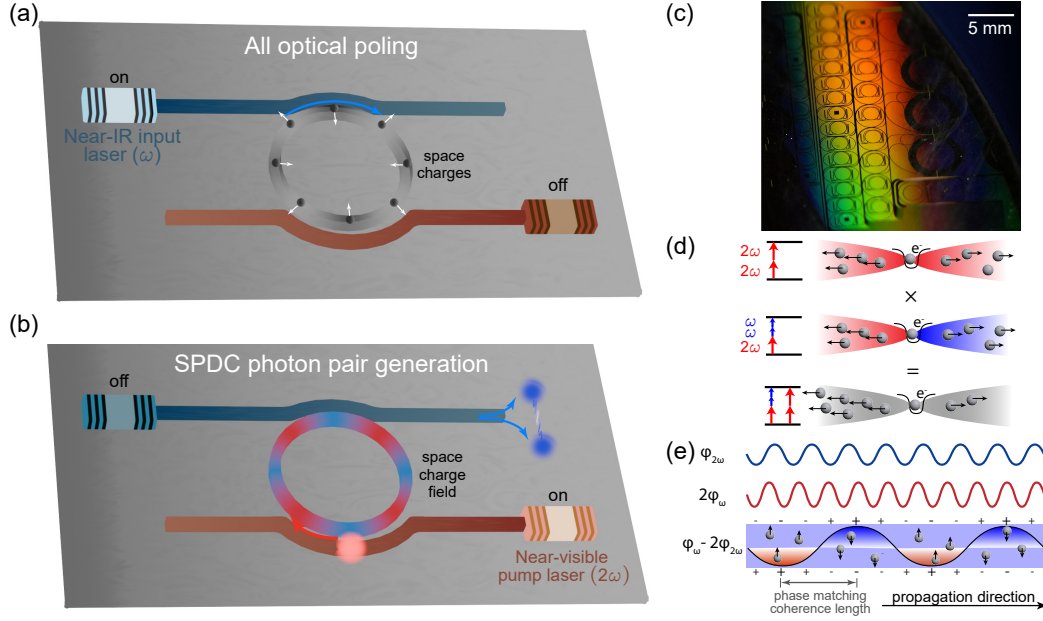 (a)
All optical poling
on
Near-IR input
laser (ω)
space
charges
off
(b)
SPDC photon pair generation
off
space
charge
field
on
Near-visible
pump laser (2ω)
(c)
5 mm
(d)
2ω
2ω
e-
×
ω
ω
2ω
e-
=
e-
(e)
φ2ω
2φω
- - - + + + - - - + + +
φω- 2φ2ω
+ + + - - - + + + - - -
phase matching
coherence length
propagation direction